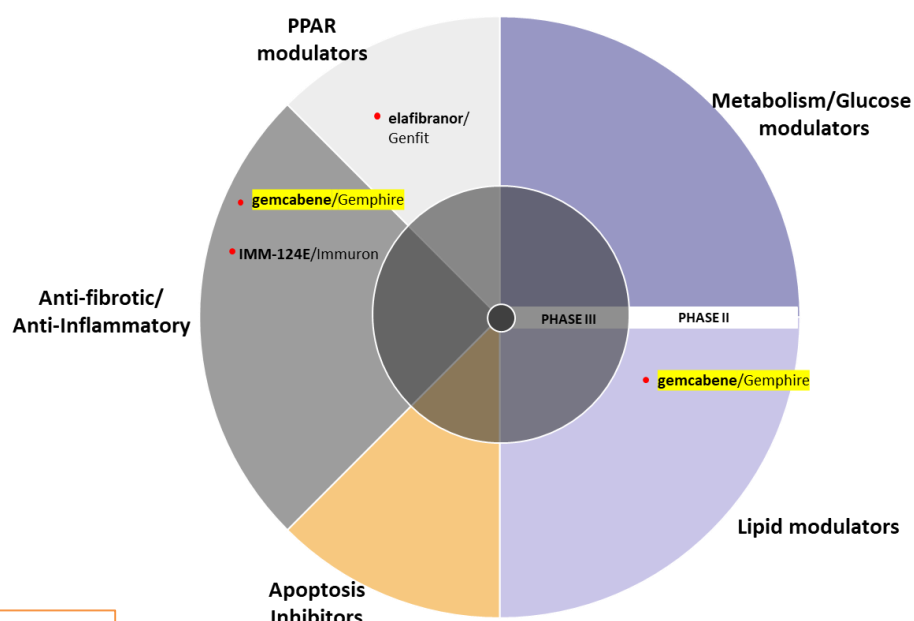 PPAR
modulators
Metabolism/Glucose
modulators
elafibranor/
Genfit
gemcabene/Gemphire
IMM-124E/Immuron
Anti-fibrotic/
Anti-Inflammatory
PHASE III
PHASE II
gemcabene/Gemphire
Lipid modulators
Apoptosis
Inhibitors